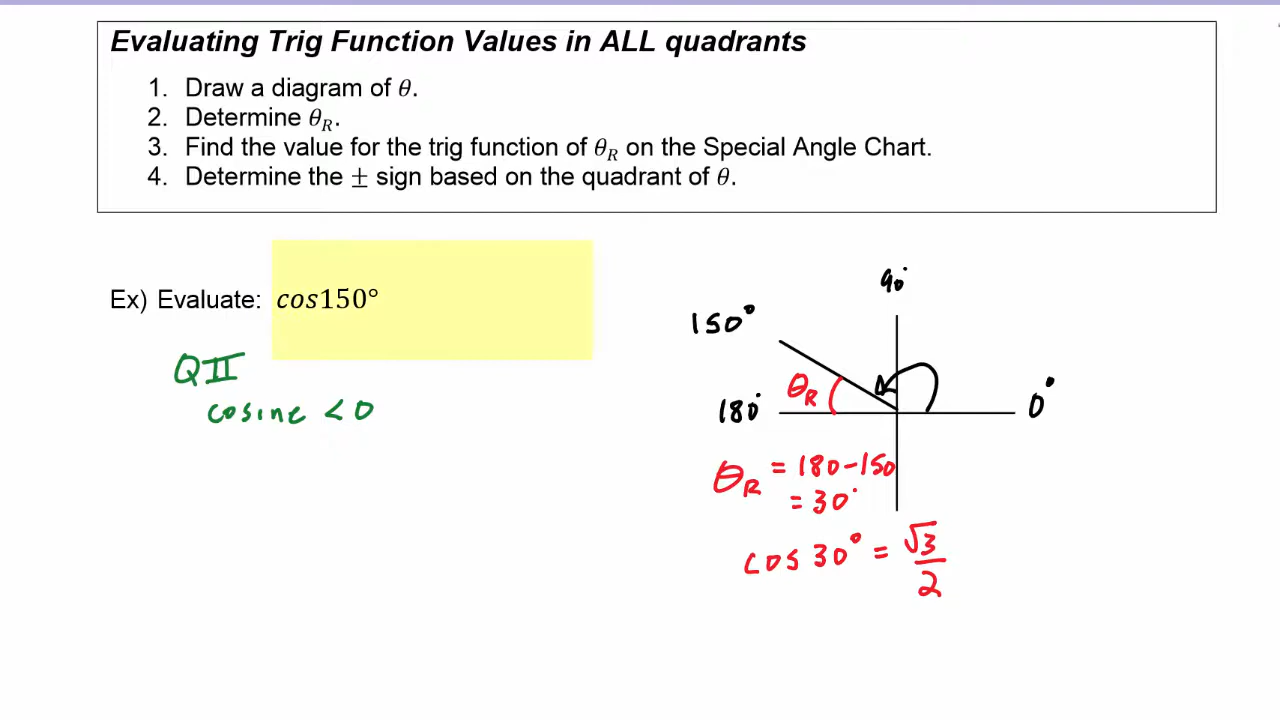 Evaluating Trig Function Values in ALL quadrants
1. Draw a diagram of θ.
2. Determine θ_R.
3. Find the value for the trig function of θ_R on the Special Angle Chart.
4. Determine the ± sign based on the quadrant of θ.
Ex) Evaluate: cos150°
QII
cosine < 0
90°
150°
θ_R
180°
0°
θ_R = 180-150
= 30°
cos 30° = √3/2